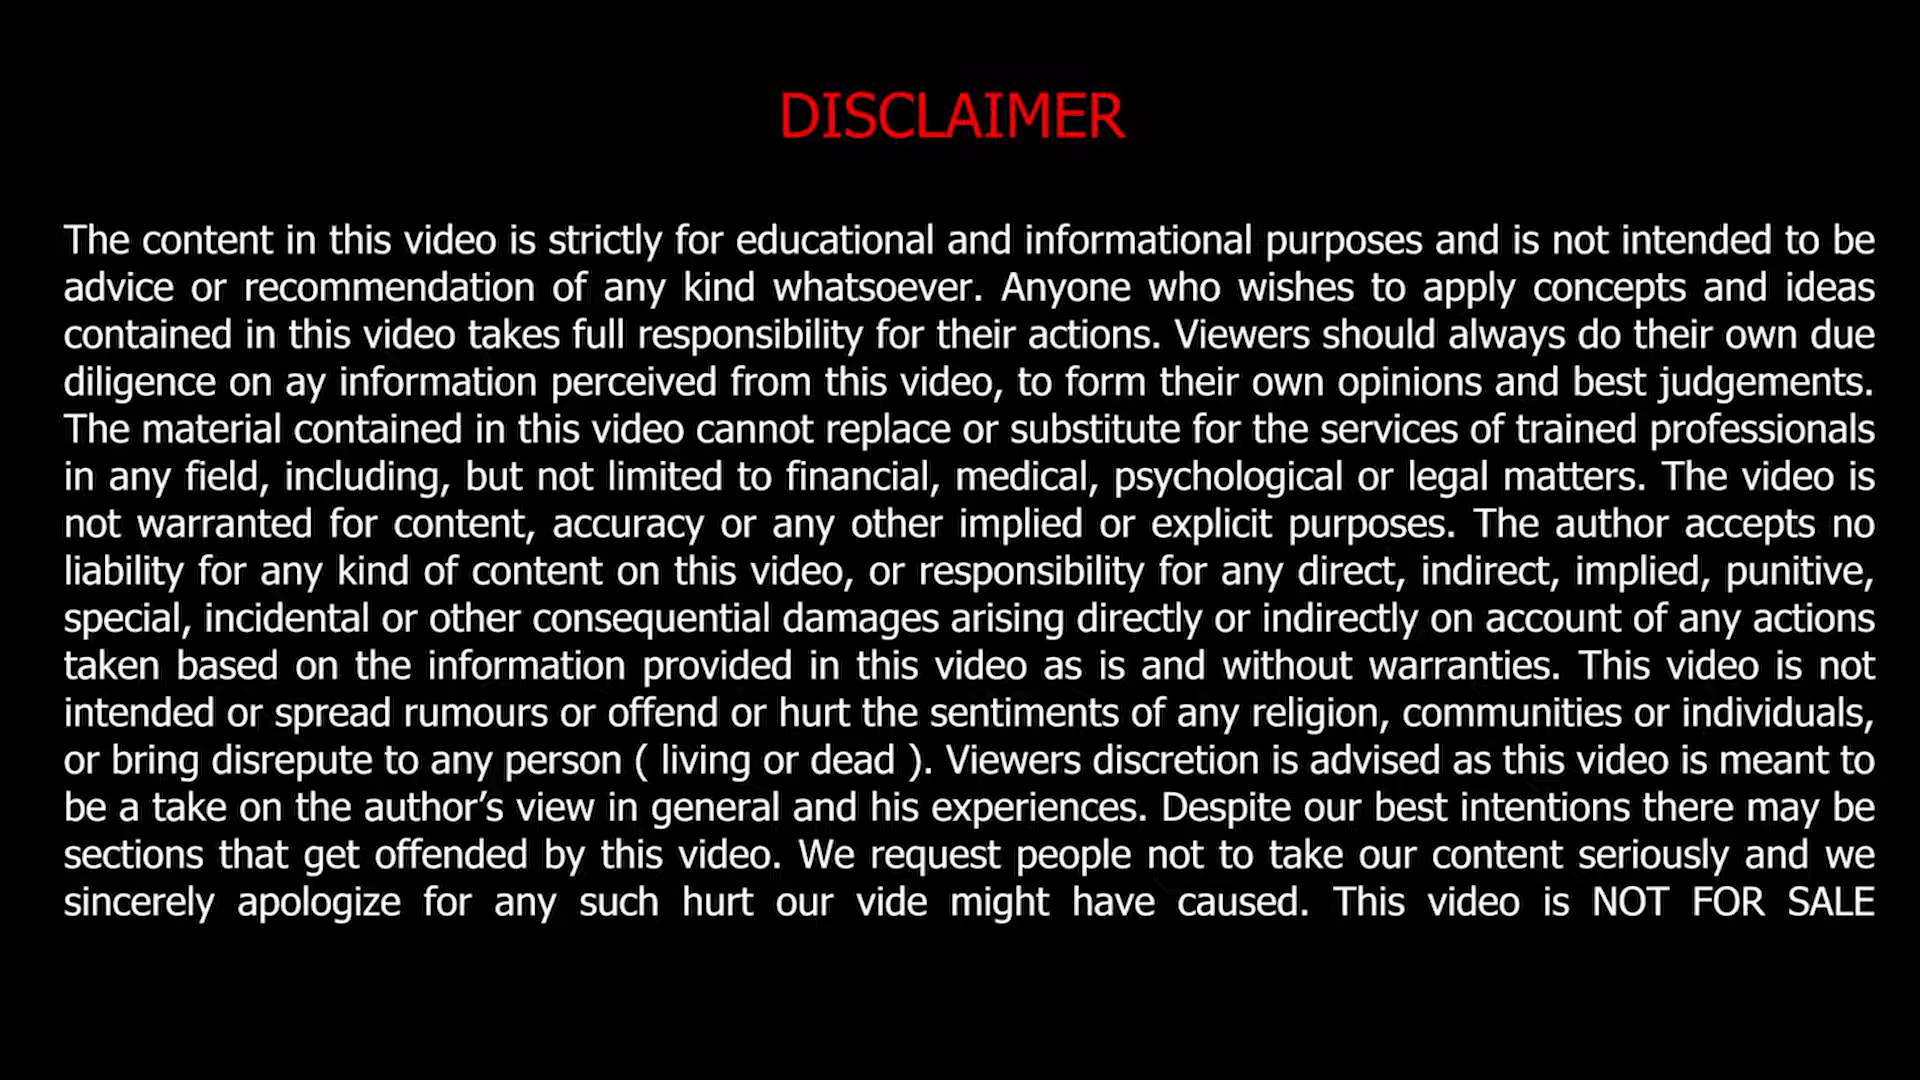 DISCLAIMER
The content in this video is strictly for educational and informational purposes and is not intended to be
advice or recommendation of any kind whatsoever. Anyone who wishes to apply concepts and ideas
contained in this video takes full responsibility for their actions. Viewers should always do their own due
diligence on ay information perceived from this video, to form their own opinions and best judgements.
The material contained in this video cannot replace or substitute for the services of trained professionals
in any field, including, but not limited to financial, medical, psychological or legal matters. The video is
not warranted for content, accuracy or any other implied or explicit purposes. The author accepts no
liability for any kind of content on this video, or responsibility for any direct, indirect, implied, punitive,
special, incidental or other consequential damages arising directly or indirectly on account of any actions
taken based on the information provided in this video as is and without warranties. This video is not
intended or spread rumours or offend or hurt the sentiments of any religion, communities or individuals,
or bring disrepute to any person ( living or dead ). Viewers discretion is advised as this video is meant to
be a take on the author’s view in general and his experiences. Despite our best intentions there may be
sections that get offended by this video. We request people not to take our content seriously and we
sincerely apologize for any such hurt our vide might have caused. This video is NOT FOR SALE